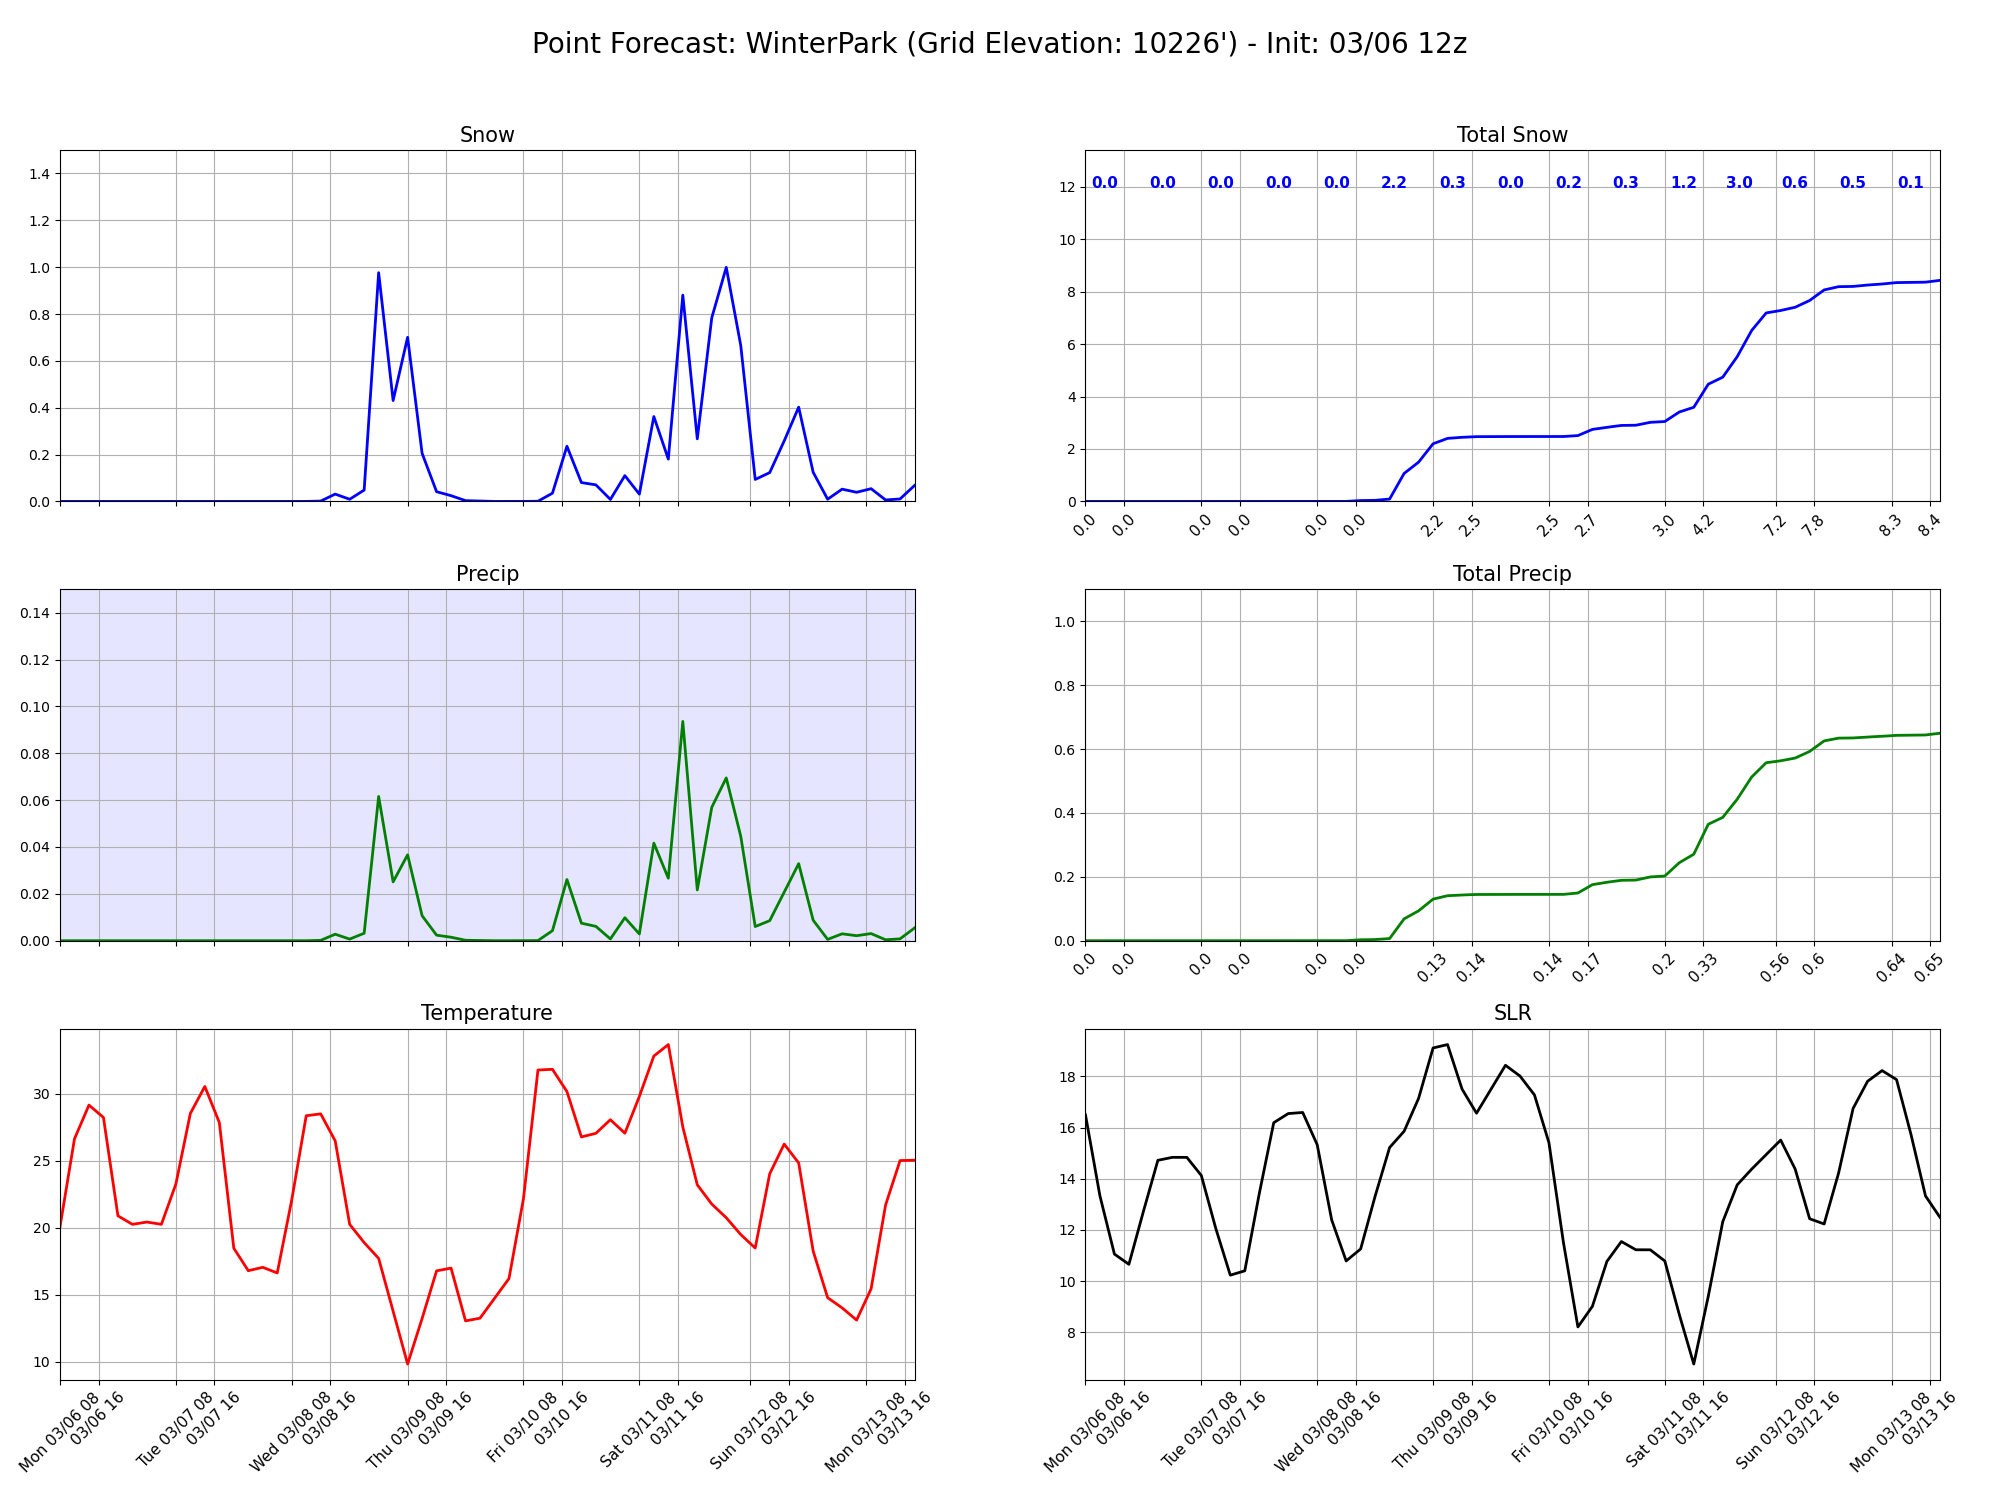 Point Forecast: WinterPark (Grid Elevation: 10226') - Init: 03/06 12z
Snow
1.4
1.2
1.0
0.8
0.6
0.4
0.2
0.0
Total Snow
12
10
8
6
4
2
0
0.0 0.0 0.0 0.0 0.0 2.2 0.3 0.0 0.2 0.3 1.2 3.0 0.6 0.5 0.1
0.0 0.0 0.0 0.0 0.0 0.0 2.2 2.5 2.5 2.7 3.0 4.2 7.2 7.8 8.3 8.4
Precip
0.14
0.12
0.10
0.08
0.06
0.04
0.02
0.00
Total Precip
1.0
0.8
0.6
0.4
0.2
0.0
0.0 0.0 0.0 0.0 0.0 0.0 0.13 0.14 0.14 0.17 0.2 0.33 0.56 0.6 0.64 0.65
Temperature
30
25
20
15
10
Mon 03/06 08
03/06 16
Tue 03/07 08
03/07 16
Wed 03/08 08
03/08 16
Thu 03/09 08
03/09 16
Fri 03/10 08
03/10 16
Sat 03/11 08
03/11 16
Sun 03/12 08
03/12 16
Mon 03/13 08
03/13 16
SLR
18
16
14
12
10
8
Mon 03/06 08
03/06 16
Tue 03/07 08
03/07 16
Wed 03/08 08
03/08 16
Thu 03/09 08
03/09 16
Fri 03/10 08
03/10 16
Sat 03/11 08
03/11 16
Sun 03/12 08
03/12 16
Mon 03/13 08
03/13 16